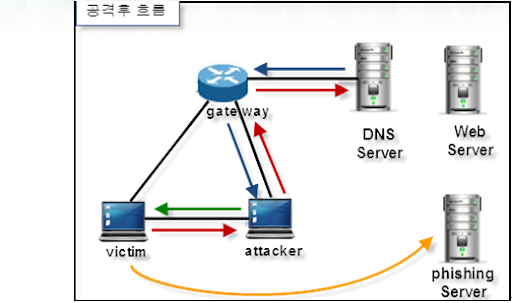 공격후 흐름
gateway
DNS
Server
Web
Server
victim
attacker
phishing
Server